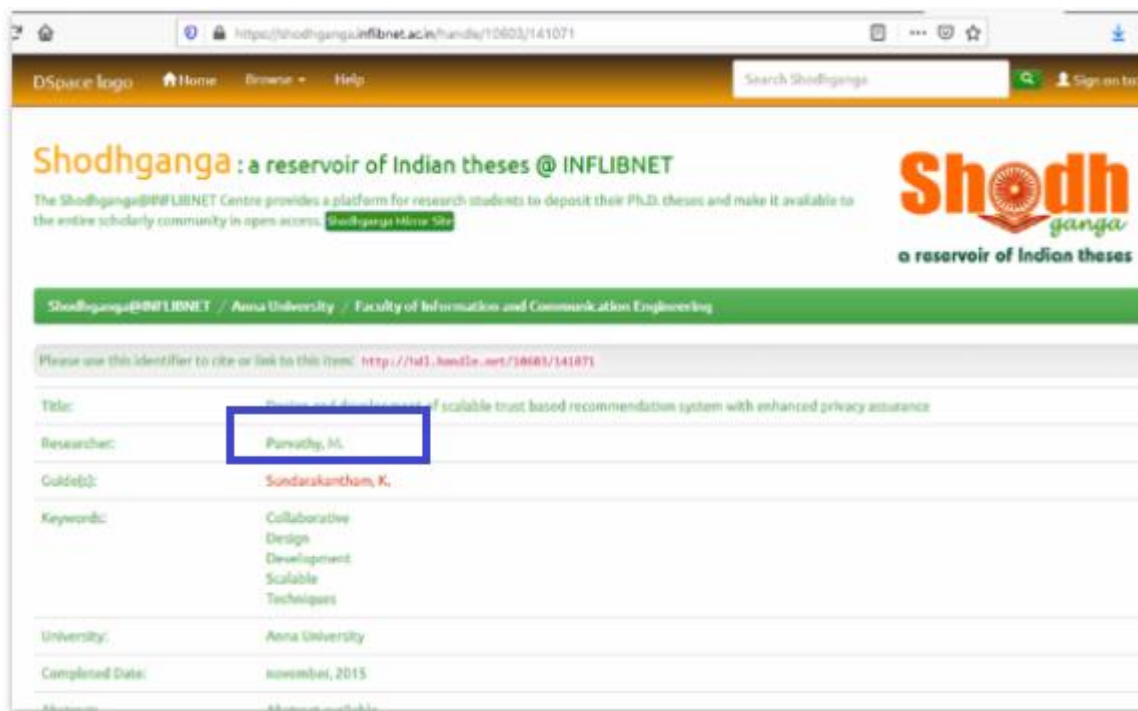 https://shodhganga.inflibnet.ac.in/handle/10603/141071
DSpace logo Home Browse Help Search Shodhganga Sign on to:
Shodhganga : a reservoir of Indian theses @ INFLIBNET
The Shodhganga@INFLIBNET Centre provides a platform for research students to deposit their Ph.D. theses and make it available to
the entire scholarly community in open access. Shodhganga Mirror Site
Shodh
ganga
a reservoir of Indian theses
Shodhganga@INFLIBNET / Anna University / Faculty of Information and Communication Engineering
Please use this identifier to cite or link to this item: http://hdl.handle.net/10603/141071
Title: Design and development of scalable trust based recommendation system with enhanced privacy assurance
Researcher: Parvathy, M.
Guide(s): Sundarakantham, K.
Keywords: Collaborative
Design
Development
Scalable
Techniques
University: Anna University
Completed Date: november, 2015